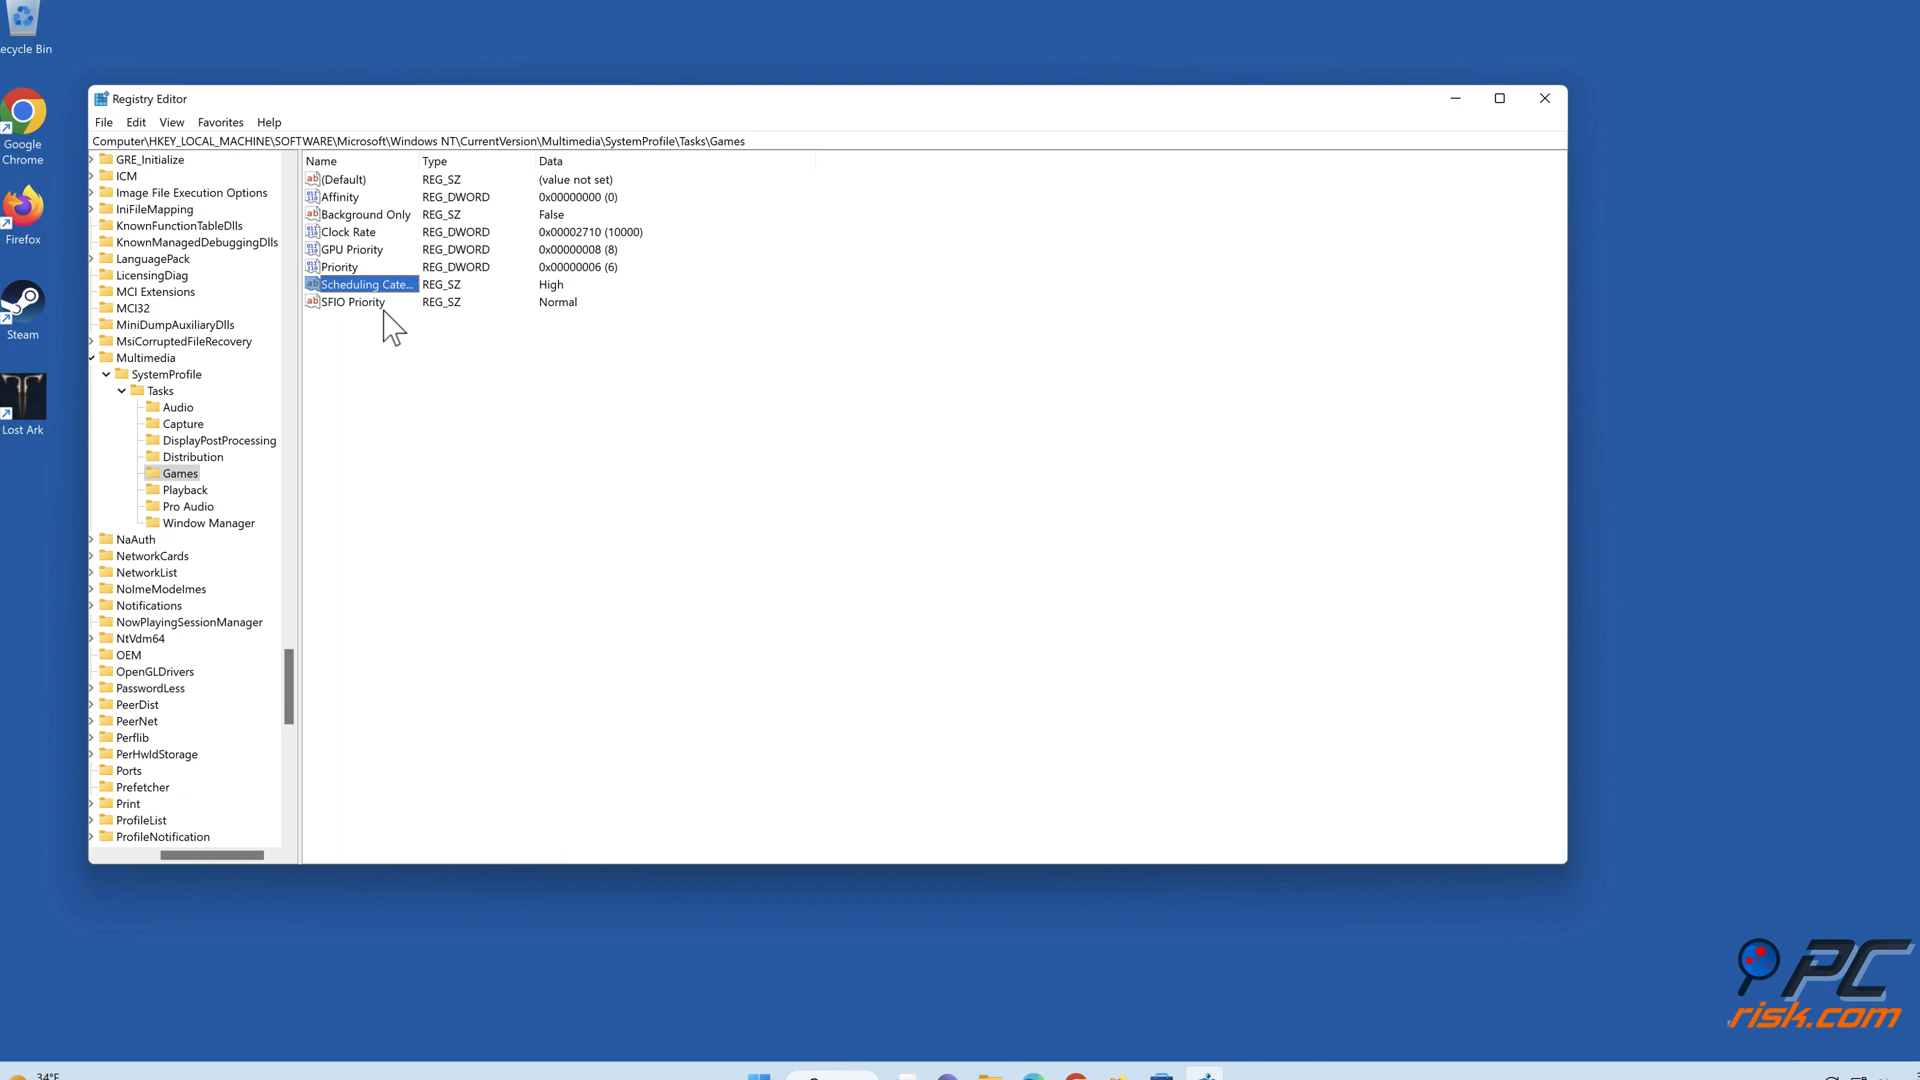 Recycle Bin
Google
Chrome
Firefox
Steam
Lost Ark
Registry Editor
File Edit View Favorites Help
Computer\HKEY_LOCAL_MACHINE\SOFTWARE\Microsoft\Windows NT\CurrentVersion\Multimedia\SystemProfile\Tasks\Games
GRE_Initialize
ICM
Image File Execution Options
IniFileMapping
KnownFunctionTableDlls
KnownManagedDebuggingDlls
LanguagePack
LicensingDiag
MCI Extensions
MCI32
MiniDumpAuxiliaryDlls
MsiCorruptedFileRecovery
Multimedia
SystemProfile
Tasks
Audio
Capture
DisplayPostProcessing
Distribution
Games
Playback
Pro Audio
Window Manager
NaAuth
NetworkCards
NetworkList
NoImeModeImes
Notifications
NowPlayingSessionManager
NtVdm64
OEM
OpenGLDrivers
PasswordLess
PeerDist
PeerNet
Perflib
PerHwIdStorage
Ports
Prefetcher
Print
ProfileList
ProfileNotification
Name Type Data
(Default) REG_SZ (value not set)
Affinity REG_DWORD 0x00000000 (0)
Background Only REG_SZ False
Clock Rate REG_DWORD 0x00002710 (10000)
GPU Priority REG_DWORD 0x00000008 (8)
Priority REG_DWORD 0x00000006 (6)
Scheduling Cate... REG_SZ High
SFIO Priority REG_SZ Normal
PC
risk.com
34°F